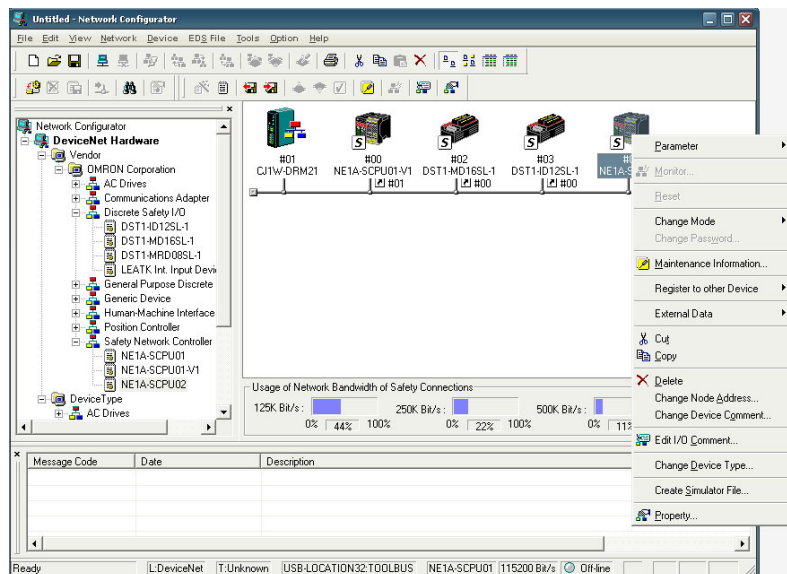 Untitled - Network Configurator
File Edit View Network Device EDS File Tools Option Help
Network Configurator
DeviceNet Hardware
Vendor
OMRON Corporation
AC Drives
Communications Adapter
Discrete Safety I/O
DST1-ID12SL-1
DST1-MD16SL-1
DST1-MRD08SL-1
LEATK Int. Input Devi
General Purpose Discrete
Generic Device
Human-Machine Interface
Position Controller
Safety Network Controller
NE1A-SCPU01
NE1A-SCPU01-V1
NE1A-SCPU02
DeviceType
AC Drives
S S S S
#01 #00 #02 #03
CJ1W-DRM21 NE1A-SCPU01-V1 DST1-MD16SL-1 DST1-ID12SL-1
#01 #00 #00
Usage of Network Bandwidth of Safety Connections
125K Bit/s : 250K Bit/s : 500K Bit/s :
0% 44% 100% 0% 22% 100% 0%
Parameter
Monitor...
Reset
Change Mode
Change Password...
Maintenance Information...
Register to other Device
External Data
Cut
Copy
Delete
Change Node Address...
Change Device Comment...
Edit I/O Comment...
Change Device Type...
Create Simulator File...
Property...
Message Code Date Description
Ready L:DeviceNet T:Unknown USB-LOCATION32:TOOLBUS NE1A-SCPU01 115200 Bit/s Off-line